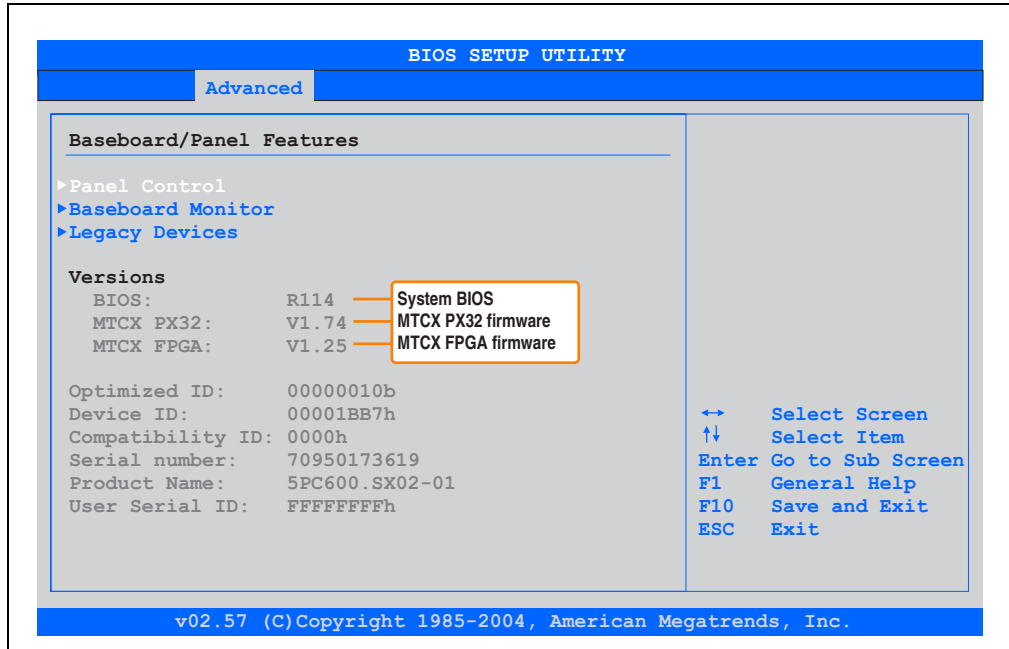 BIOS SETUP UTILITY
Advanced
Baseboard/Panel Features
▶Panel Control
▶Baseboard Monitor
▶Legacy Devices
Versions
BIOS: R114 System BIOS
MTCX PX32: V1.74 MTCX PX32 firmware
MTCX FPGA: V1.25 MTCX FPGA firmware
Optimized ID: 00000010b
Device ID: 00001BB7h
Compatibility ID: 0000h
Serial number: 70950173619
Product Name: 5PC600.SX02-01
User Serial ID: FFFFFFFFh
↔ Select Screen
↑↓ Select Item
Enter Go to Sub Screen
F1 General Help
F10 Save and Exit
ESC Exit
v02.57 (C)Copyright 1985-2004, American Megatrends, Inc.